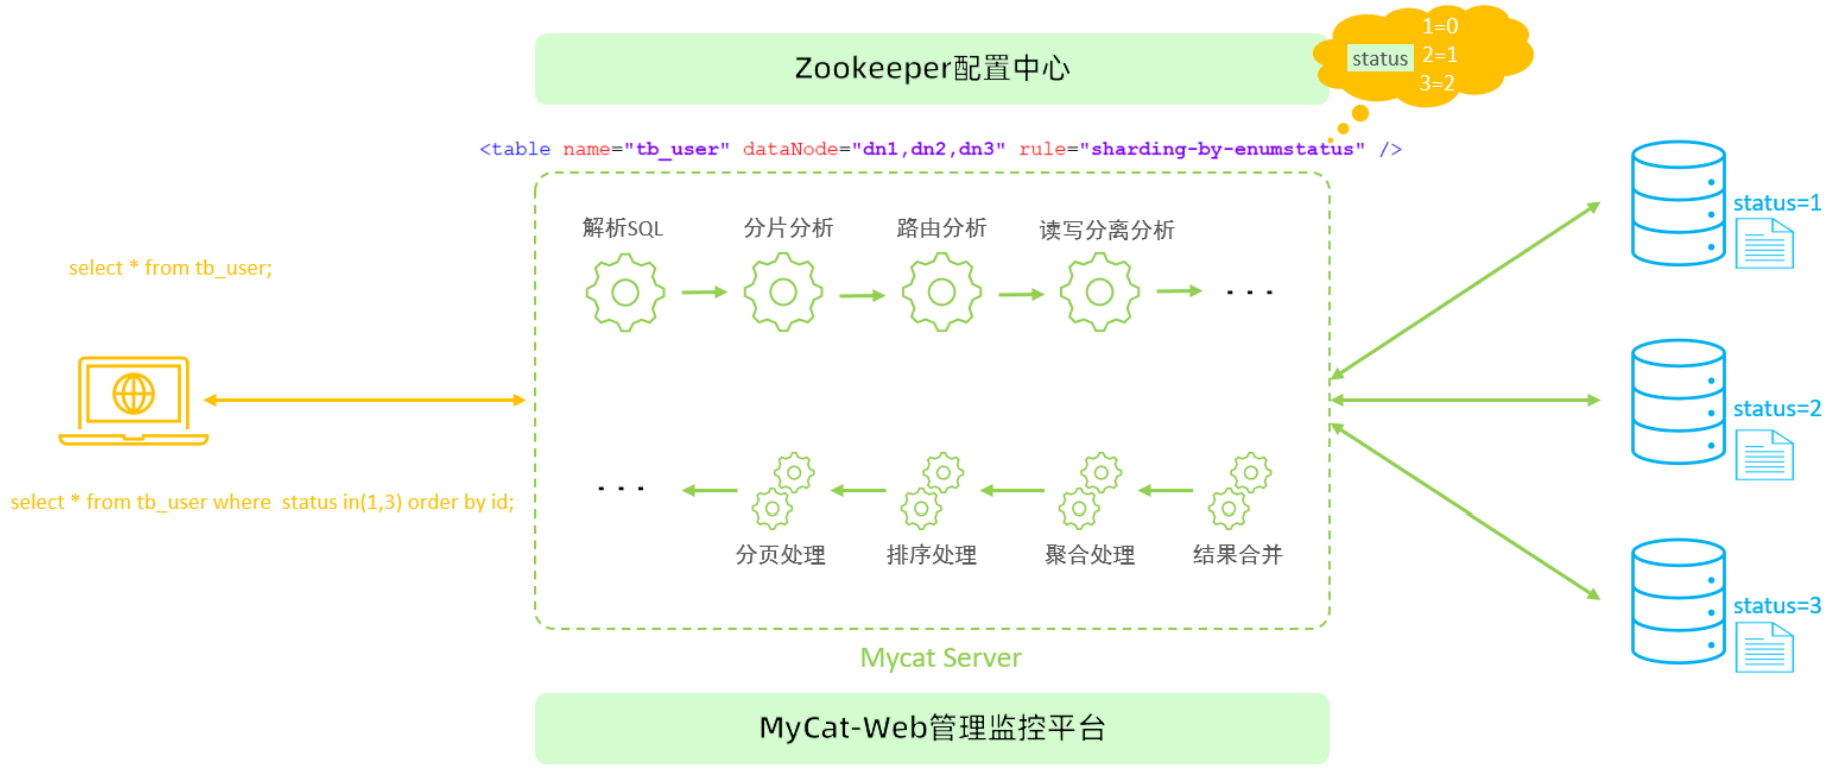 Zookeeper配置中心
status
1=0
2=1
3=2
<table name="tb_user" dataNode="dn1,dn2,dn3" rule="sharding-by-enumstatus" />
解析SQL
分片分析
路由分析
读写分离分析
. . .
select * from tb_user;
select * from tb_user where  status in(1,3) order by id;
. . .
分页处理
排序处理
聚合处理
结果合并
status=1
status=2
status=3
Mycat Server
MyCat-Web管理监控平台